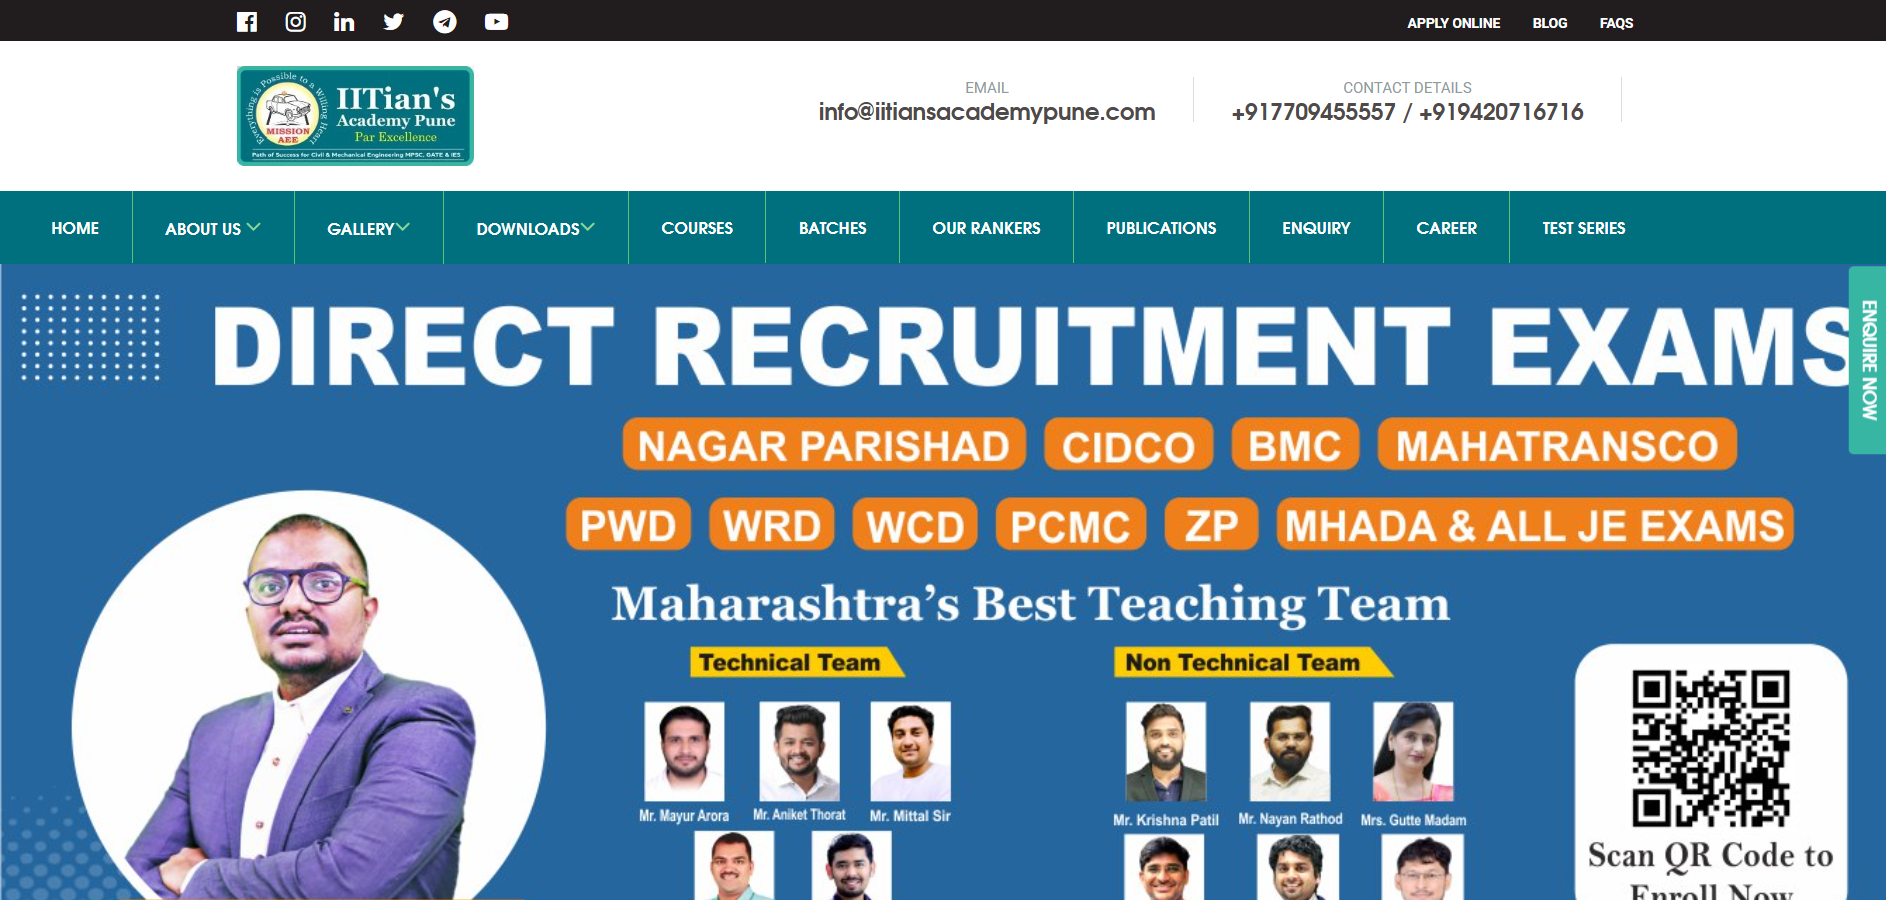 APPLY ONLINE BLOG FAQS
Everything is Possible to a Willing Heart
MISSION
AEE
IITian's
Academy Pune
Par Excellence
Path of Success for Civil & Mechanical Engineering MPSC, GATE & IES
EMAIL
info@iitiansacademypune.com
CONTACT DETAILS
+917709455557 / +919420716716
HOME ABOUT US GALLERY DOWNLOADS COURSES BATCHES OUR RANKERS PUBLICATIONS ENQUIRY CAREER TEST SERIES
DIRECT RECRUITMENT EXAMS
ENQUIRE NOW
NAGAR PARISHAD CIDCO BMC MAHATRANSCO
PWD WRD WCD PCMC ZP MHADA & ALL JE EXAMS
Maharashtra's Best Teaching Team
Technical Team
Non Technical Team
Mr. Mayur Arora Mr. Aniket Thorat Mr. Mittal Sir
Mr. Krishna Patil Mr. Nayan Rathod Mrs. Gutte Madam
Scan QR Code to
Enroll Now